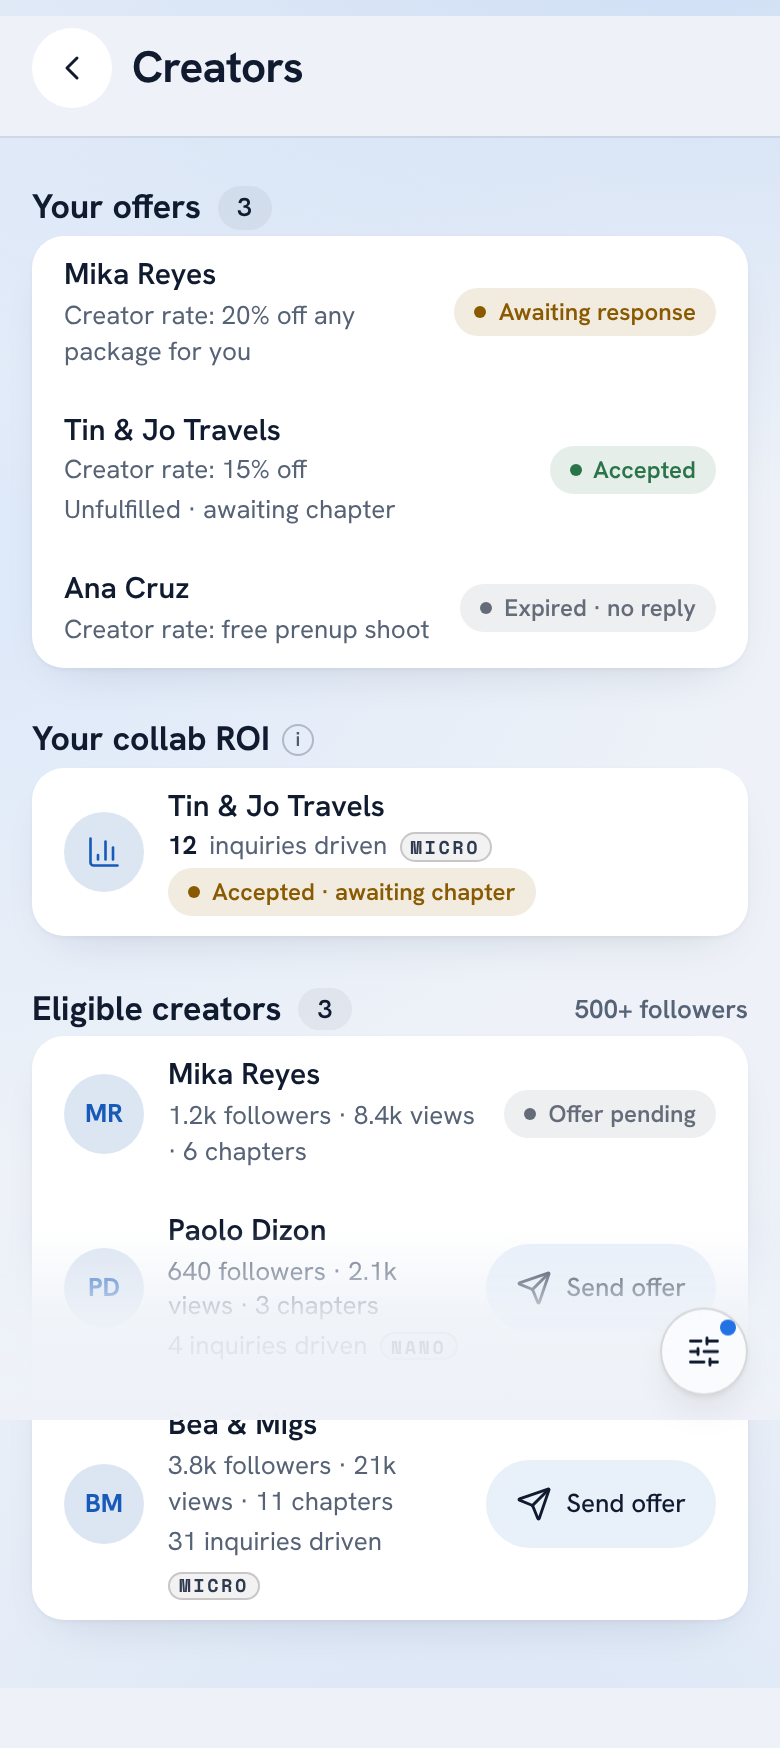 Creators
Your offers 3
Mika Reyes
Creator rate: 20% off any
package for you
Awaiting response
Tin & Jo Travels
Creator rate: 15% off
Unfulfilled · awaiting chapter
Accepted
Ana Cruz
Creator rate: free prenup shoot
Expired · no reply
Your collab ROI i
Tin & Jo Travels
12 inquiries driven MICRO
Accepted · awaiting chapter
Eligible creators 3 500+ followers
MR
Mika Reyes
1.2k followers · 8.4k views
· 6 chapters
Offer pending
PD
Paolo Dizon
640 followers · 2.1k
views · 3 chapters
4 inquiries driven NANO
Send offer
BM
Bea & Migs
3.8k followers · 21k
views · 11 chapters
31 inquiries driven
MICRO
Send offer